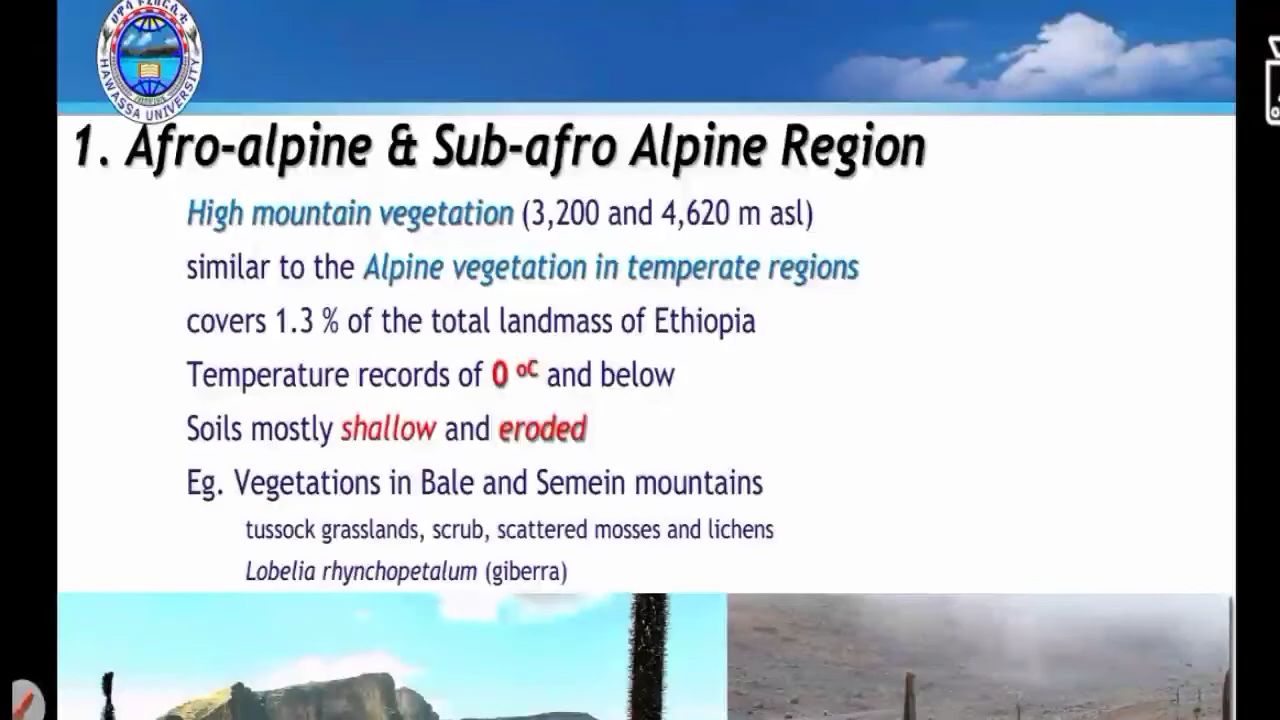 HAWASSA UNIVERSITY
1. Afro-alpine & Sub-afro Alpine Region
High mountain vegetation (3,200 and 4,620 m asl)
similar to the Alpine vegetation in temperate regions
covers 1.3 % of the total landmass of Ethiopia
Temperature records of 0 oC and below
Soils mostly shallow and eroded
Eg. Vegetations in Bale and Semein mountains
tussock grasslands, scrub, scattered mosses and lichens
Lobelia rhynchopetalum (giberra)